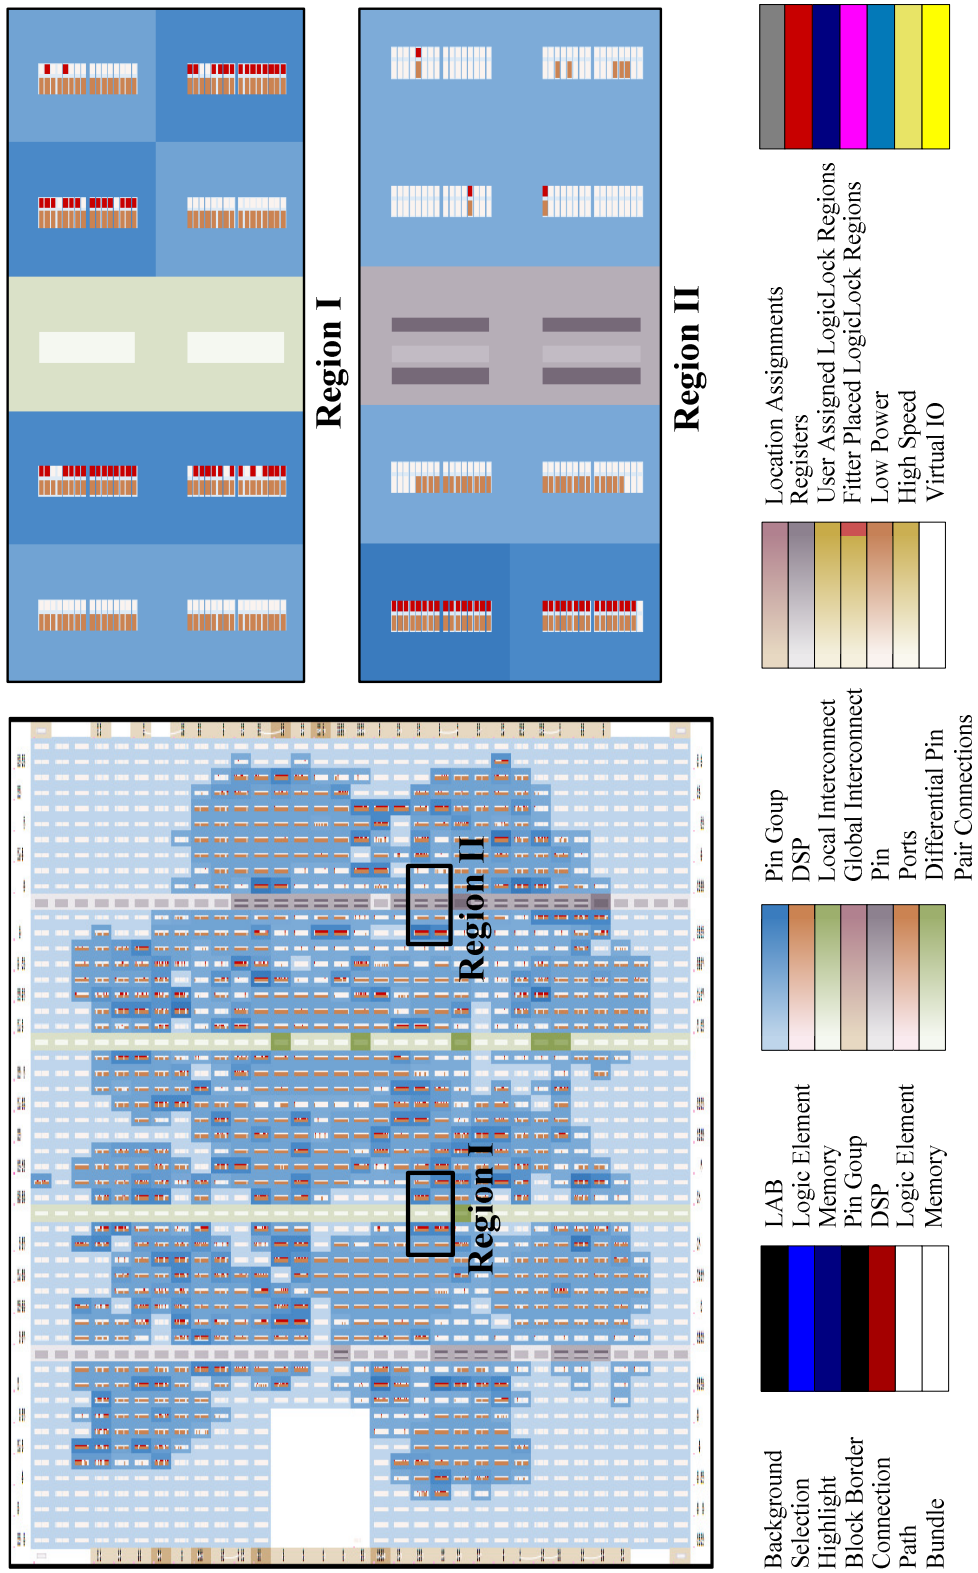 Region I
Region II
Region II
Region I
Background
Selection
Highlight
Block Border
Connection
Path
Bundle
LAB
Logic Element
Memory
Pin Goup
DSP
Logic Element
Memory
Pin Goup
DSP
Local Interconnect
Global Interconnect
Pin
Ports
Differential Pin
Pair Connections
Location Assignments
Registers
User Assigned LogicLock Regions
Fitter Placed LogicLock Regions
Low Power
High Speed
Virtual IO